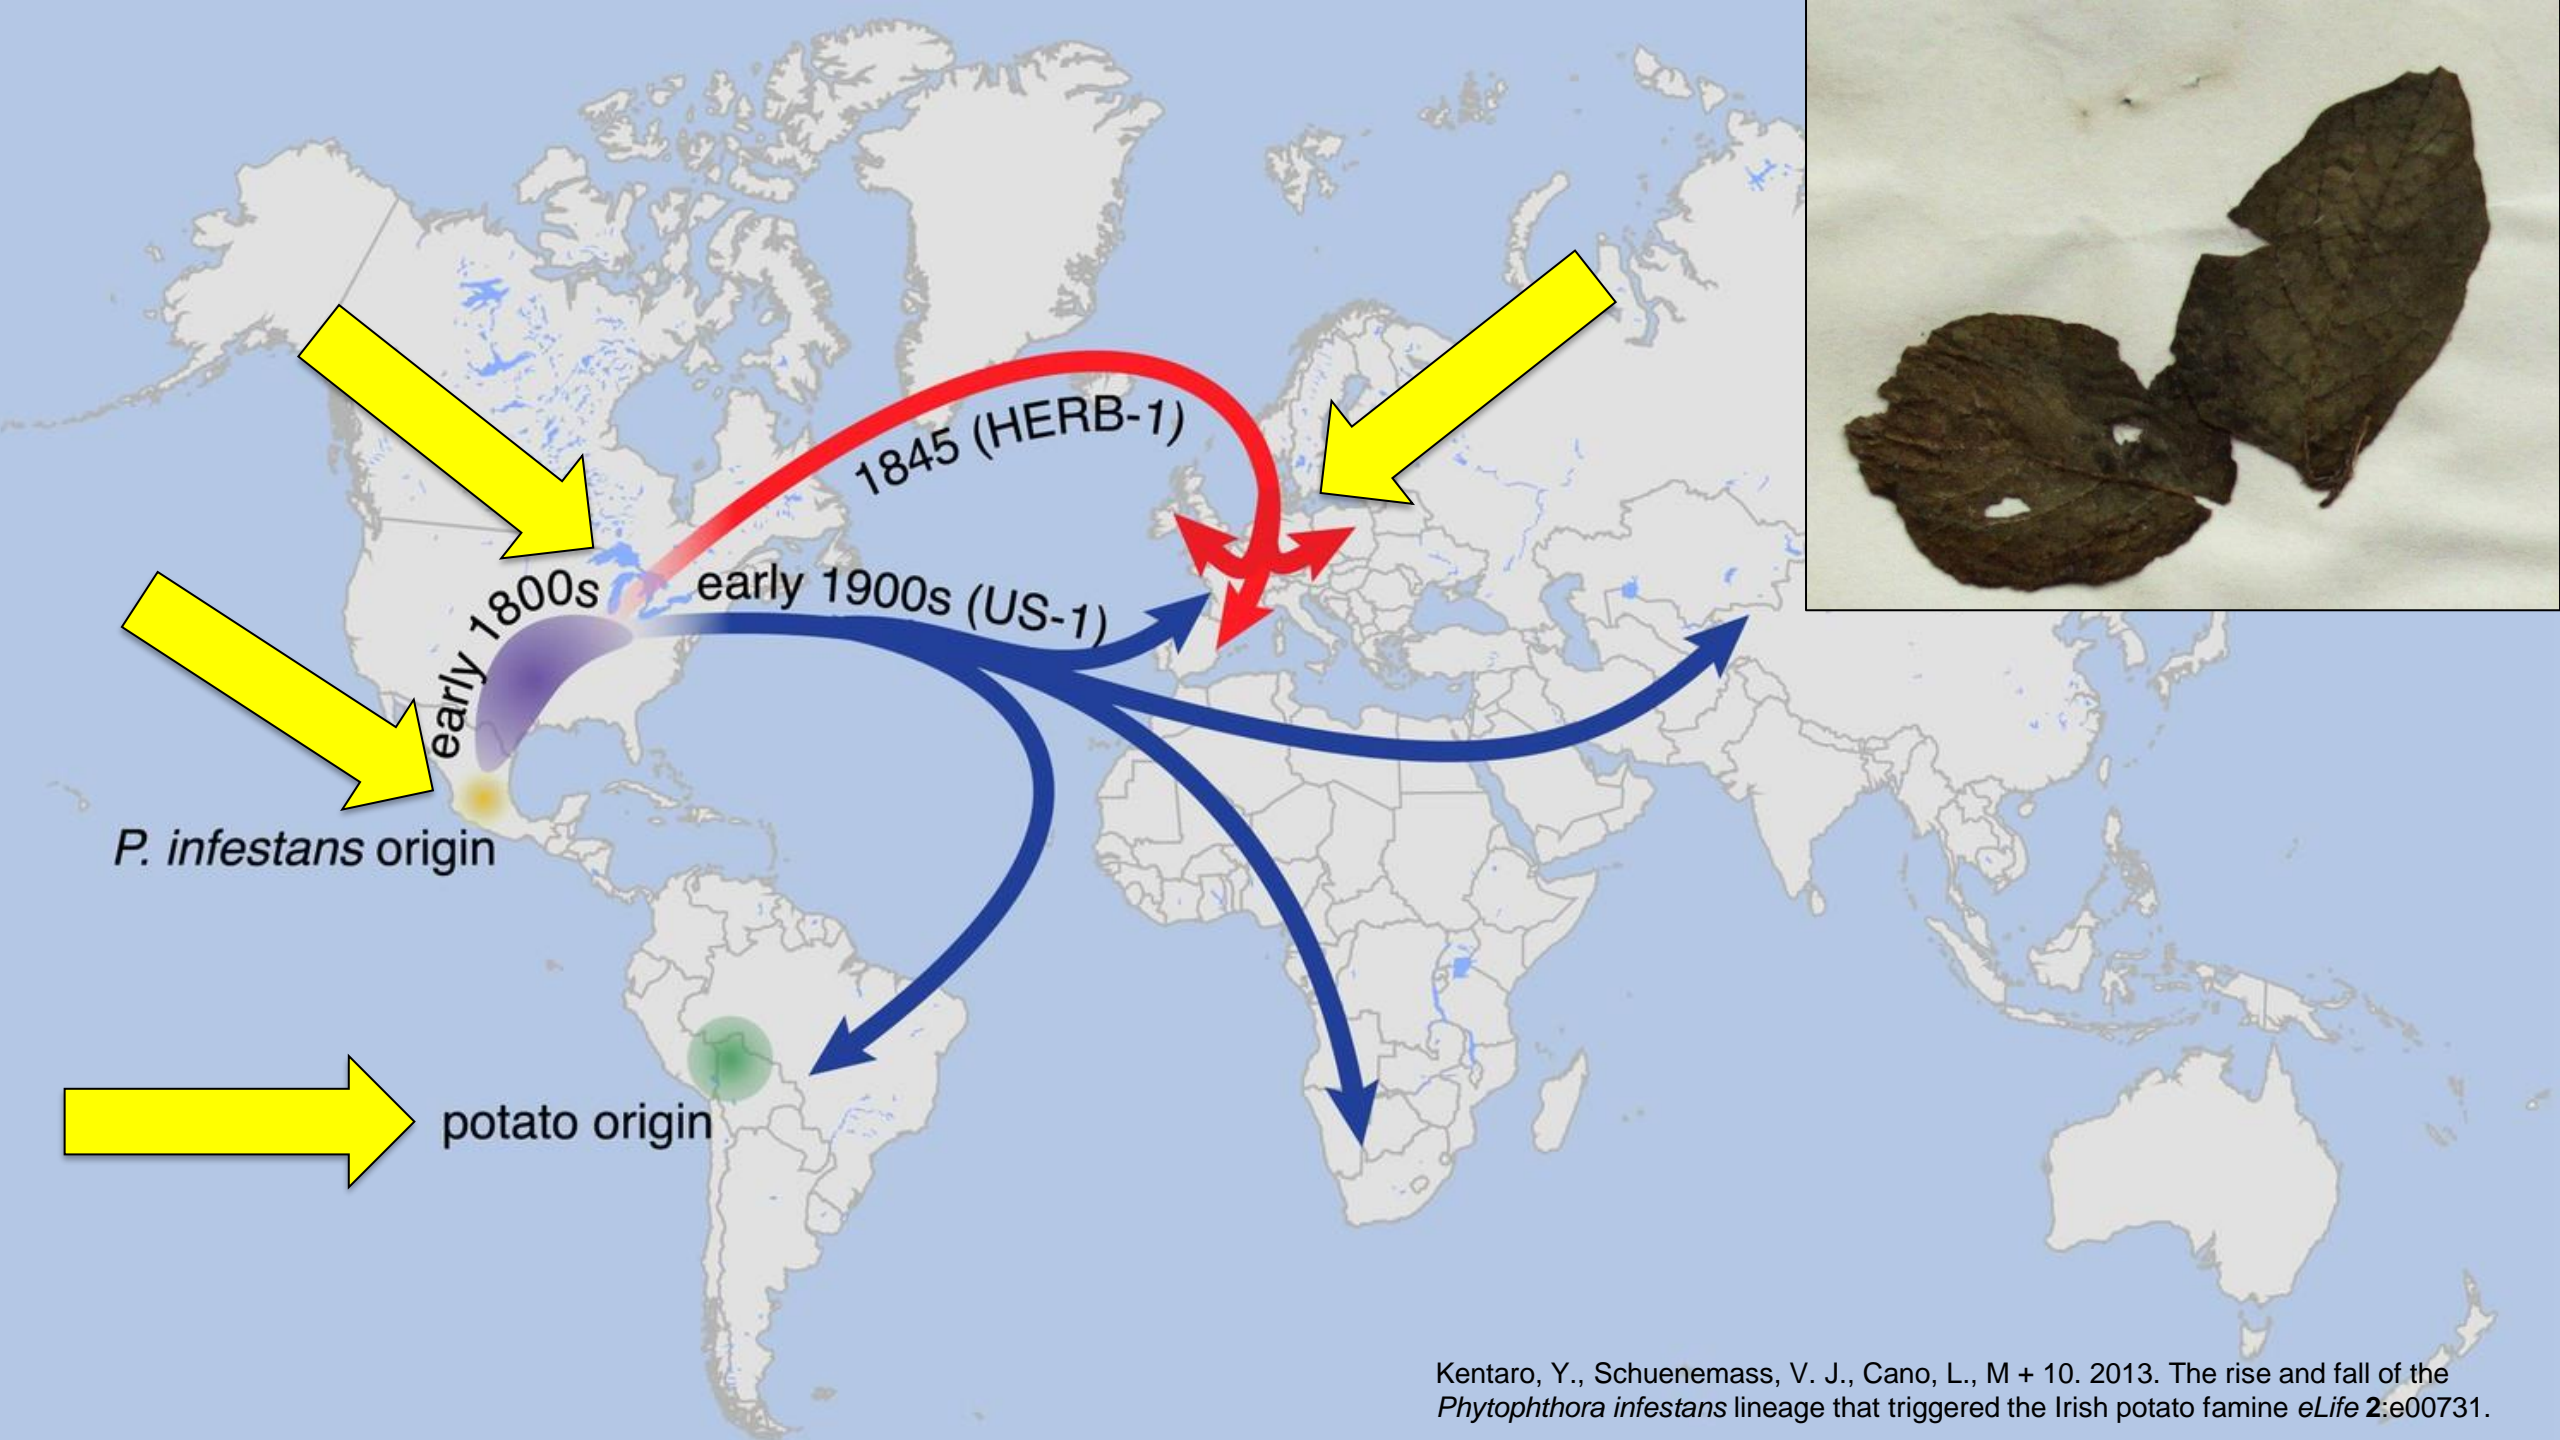 1845 (HERB-1)
early 1800s
early 1900s (US-1)
P. infestans origin
potato origin
Kentaro, Y., Schuenemass, V. J., Cano, L., M + 10. 2013. The rise and fall of the
Phytophthora infestans lineage that triggered the Irish potato famine eLife 2:e00731.